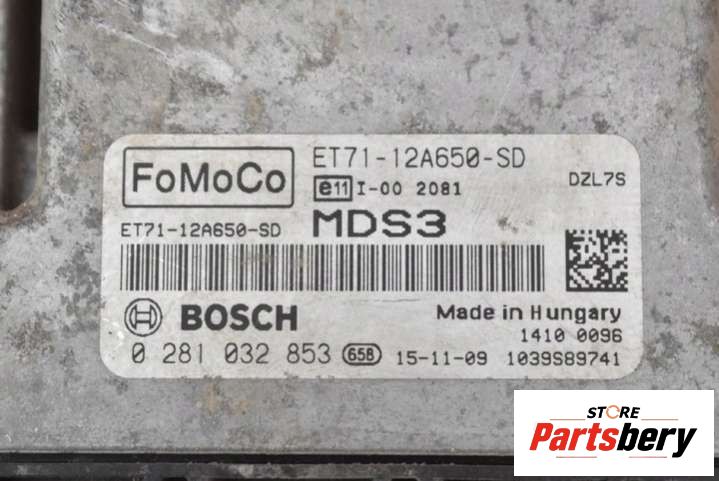 FoMoCo
ET71-12A650-SD
e11 I-00 2081
DZL7S
ET71-12A650-SD
MDS3
BOSCH
Made in Hungary
1410 0096
0 281 032 853 658 15-11-09 1039S89741
STORE
Partsbery